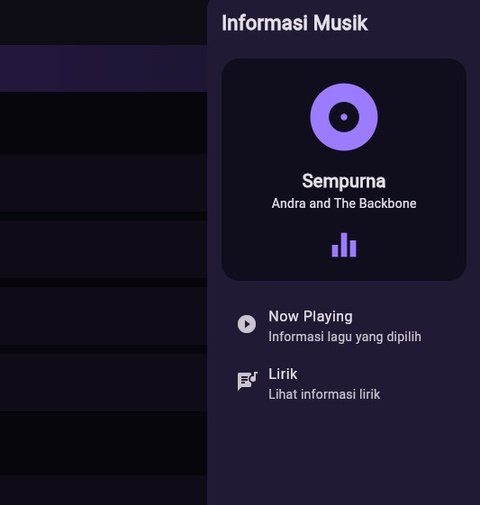 Informasi Musik
Sempurna
Andra and The Backbone
Now Playing
Informasi lagu yang dipilih
Lirik
Lihat informasi lirik